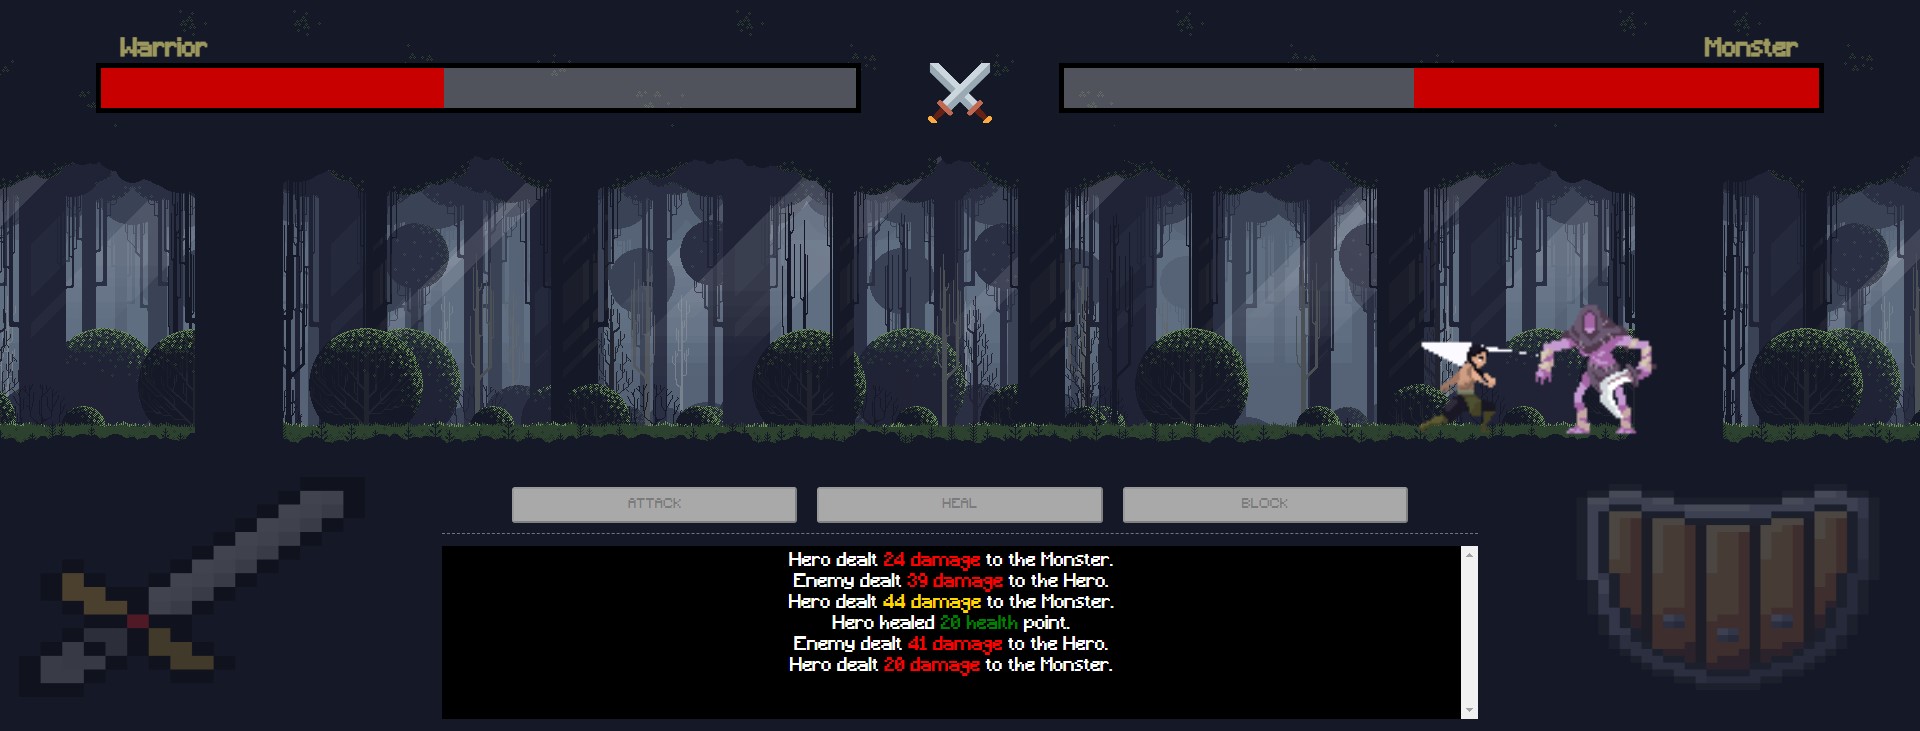 Warrior
Monster
ATTACK
HEAL
BLOCK
Hero dealt 24 damage to the Monster.
Enemy dealt 39 damage to the Hero.
Hero dealt 44 damage to the Monster.
Hero healed 20 health point.
Enemy dealt 41 damage to the Hero.
Hero dealt 20 damage to the Monster.